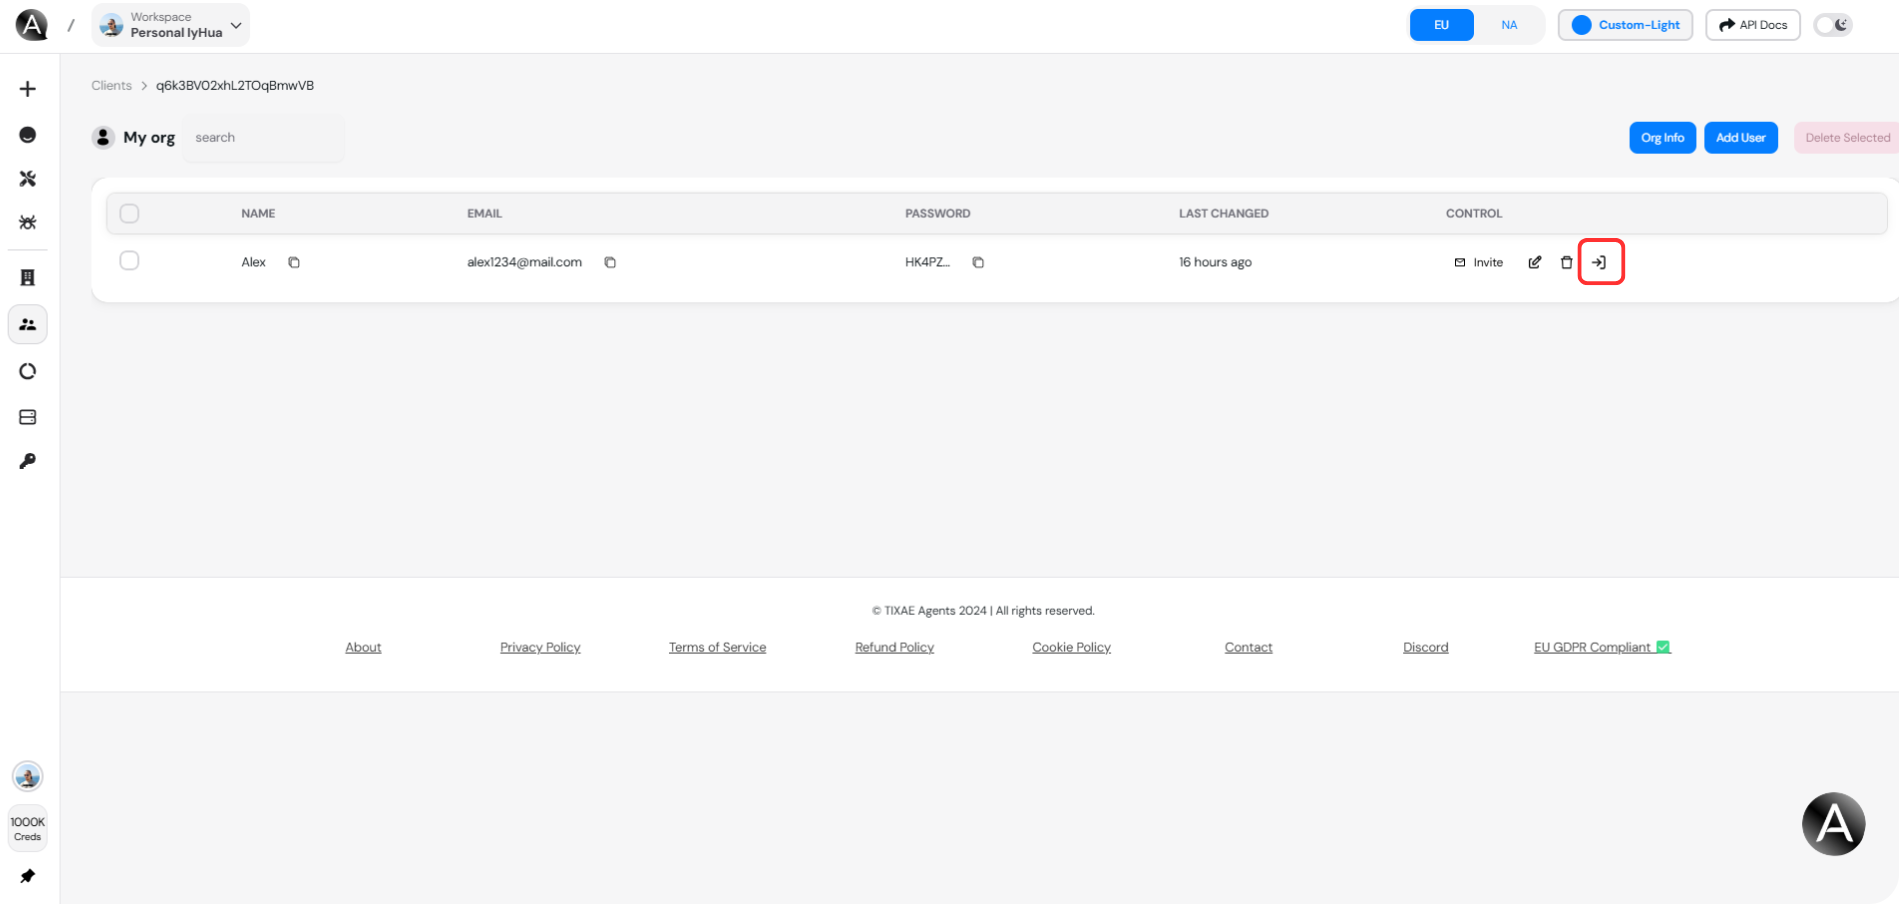 A / Workspace
Personal IyHua
EU NA Custom-Light API Docs
Clients > q6k3BV02xhL2TOqBmwVB
My org search Org Info Add User Delete Selected
NAME EMAIL PASSWORD LAST CHANGED CONTROL
Alex alex1234@mail.com HK4PZ... 16 hours ago Invite
© TIXAE Agents 2024 | All rights reserved.
About Privacy Policy Terms of Service Refund Policy Cookie Policy Contact Discord EU GDPR Compliant ✅
1000K
Creds
A